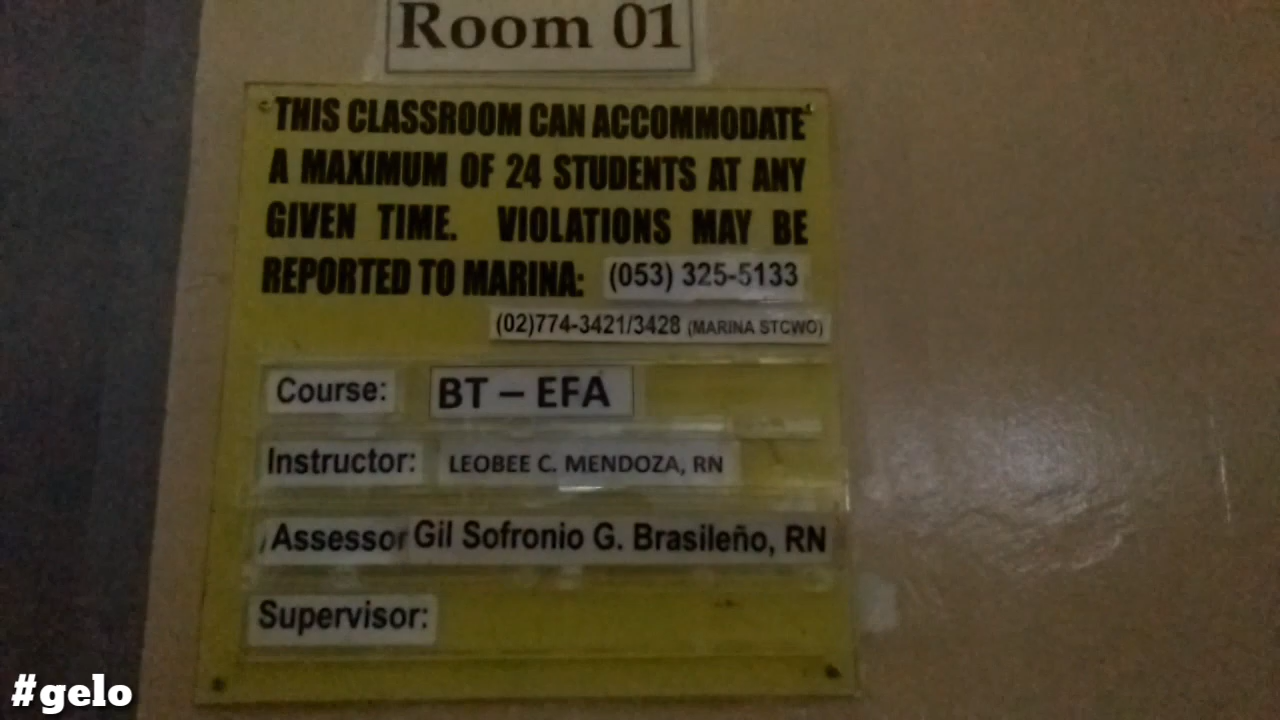 Room 01
THIS CLASSROOM CAN ACCOMMODATE
A MAXIMUM OF 24 STUDENTS AT ANY
GIVEN TIME. VIOLATIONS MAY BE
REPORTED TO MARINA: (053) 325-5133
(02)774-3421/3428 (MARINA STCWO)
Course: BT – EFA
Instructor: LEOBEE C. MENDOZA, RN
Assessor Gil Sofronio G. Brasileño, RN
Supervisor:
#gelo